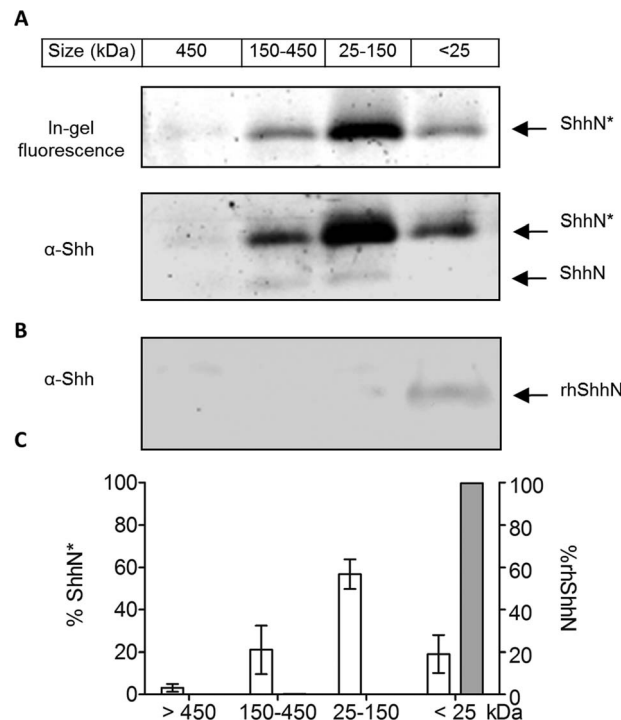 A
Size (kDa) 450 150-450 25-150 <25
In-gel
fluorescence
ShhN*
α-Shh
ShhN*
ShhN
B
α-Shh
rhShhN
C
% ShhN*
100
80
60
40
20
0
100
80
60
40
20
0
%rhShhN
> 450 150-450 25-150 < 25 kDa